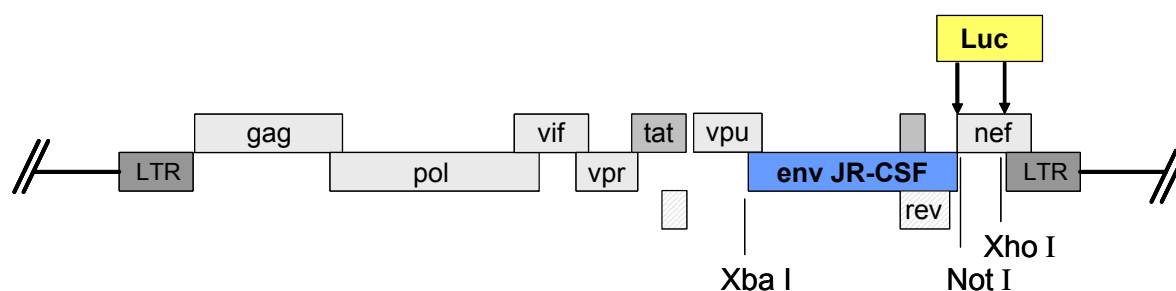 Luc
gag vif tat vpu nef
LTR pol vpr env JR-CSF LTR
rev
Xho I
Xba I Not I